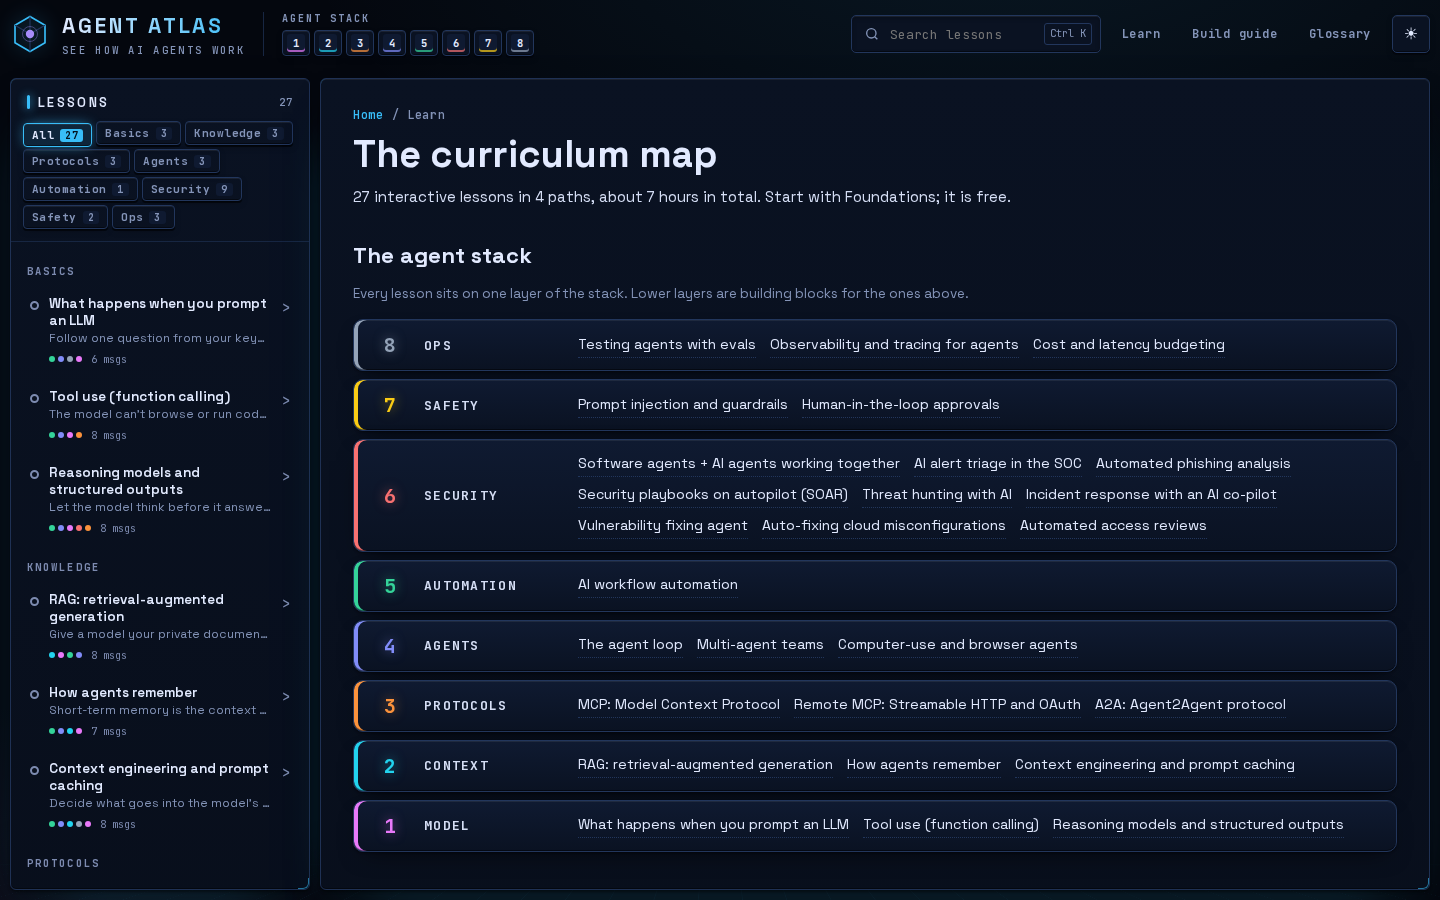 AGENT ATLAS
SEE HOW AI AGENTS WORK
AGENT STACK
1 2 3 4 5 6 7 8
Search lessons Ctrl K
Learn Build guide Glossary
LESSONS 27
All 27 Basics 3 Knowledge 3
Protocols 3 Agents 3
Automation 1 Security 9
Safety 2 Ops 3
BASICS
What happens when you prompt
an LLM
Follow one question from your key…
6 msgs
Tool use (function calling)
The model can't browse or run cod…
8 msgs
Reasoning models and
structured outputs
Let the model think before it answe…
8 msgs
KNOWLEDGE
RAG: retrieval-augmented
generation
Give a model your private documen…
8 msgs
How agents remember
Short-term memory is the context …
7 msgs
Context engineering and prompt
caching
Decide what goes into the model's …
8 msgs
PROTOCOLS
Home / Learn
The curriculum map
27 interactive lessons in 4 paths, about 7 hours in total. Start with Foundations; it is free.
The agent stack
Every lesson sits on one layer of the stack. Lower layers are building blocks for the ones above.
8 OPS Testing agents with evals Observability and tracing for agents Cost and latency budgeting
7 SAFETY Prompt injection and guardrails Human-in-the-loop approvals
6 SECURITY Software agents + AI agents working together AI alert triage in the SOC Automated phishing analysis
Security playbooks on autopilot (SOAR) Threat hunting with AI Incident response with an AI co-pilot
Vulnerability fixing agent Auto-fixing cloud misconfigurations Automated access reviews
5 AUTOMATION AI workflow automation
4 AGENTS The agent loop Multi-agent teams Computer-use and browser agents
3 PROTOCOLS MCP: Model Context Protocol Remote MCP: Streamable HTTP and OAuth A2A: Agent2Agent protocol
2 CONTEXT RAG: retrieval-augmented generation How agents remember Context engineering and prompt caching
1 MODEL What happens when you prompt an LLM Tool use (function calling) Reasoning models and structured outputs